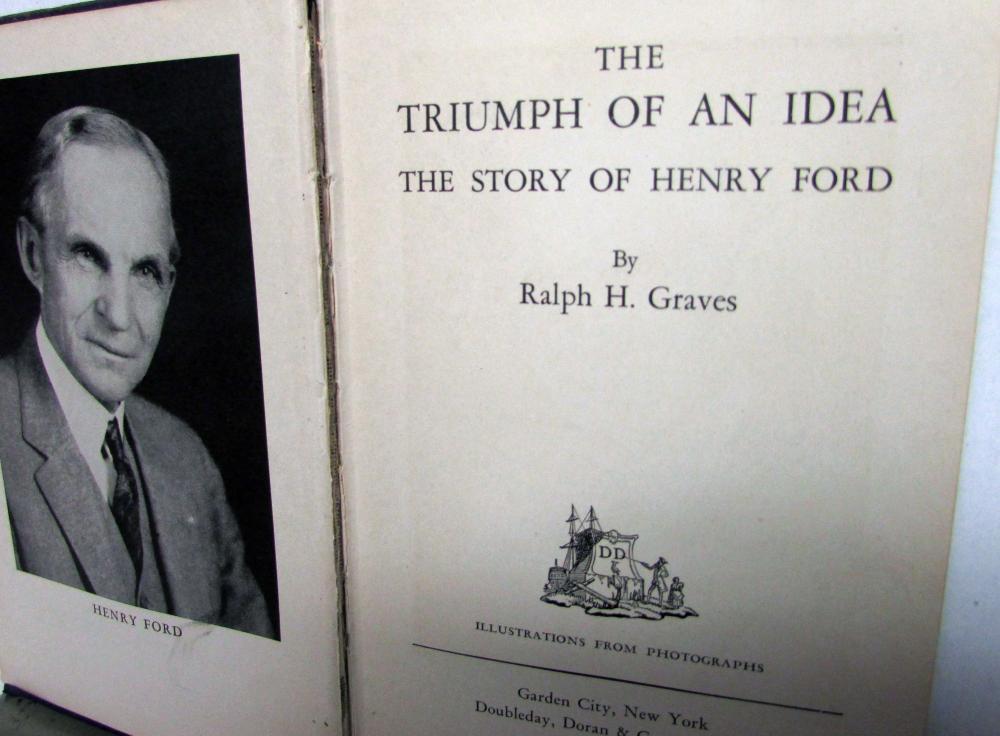 HENRY FORD
THE
TRIUMPH OF AN IDEA
THE STORY OF HENRY FORD
By
Ralph H. Graves
DD
ILLUSTRATIONS FROM PHOTOGRAPHS
Garden City, New York
Doubleday, Doran &